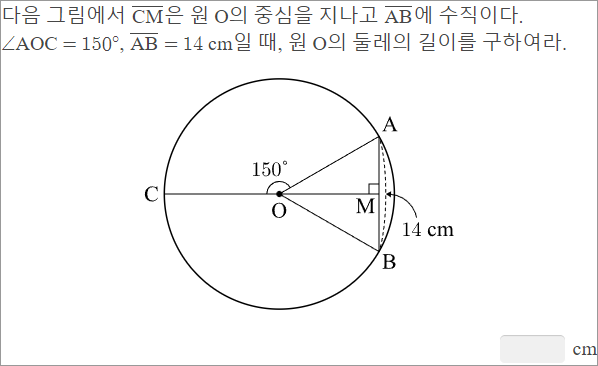 다음 그림에서 CM은 원 O의 중심을 지나고 AB에 수직이다.
∠AOC = 150°, AB = 14 cm일 때, 원 O의 둘레의 길이를 구하여라.
A
150°
C
O
M
14 cm
B
cm